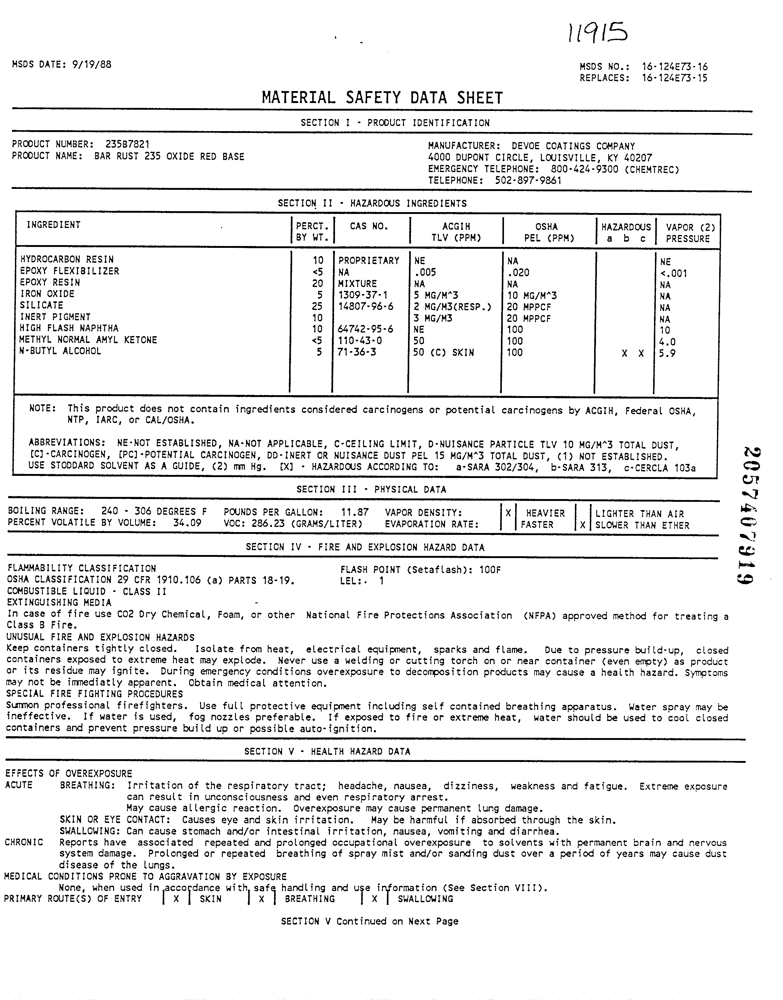 11915
MSDS DATE: 9/19/88
MSDS NO.: 16-124E73-16
REPLACES: 16-124E73-15
MATERIAL SAFETY DATA SHEET
SECTION I - PRODUCT IDENTIFICATION
PRODUCT NUMBER: 235B7821
PRODUCT NAME: BAR RUST 235 OXIDE RED BASE
MANUFACTURER: DEVOE COATINGS COMPANY
4000 DUPONT CIRCLE, LOUISVILLE, KY 40207
EMERGENCY TELEPHONE: 800-424-9300 (CHEMTREC)
TELEPHONE: 502-897-9861
SECTION II - HAZARDOUS INGREDIENTS
INGREDIENT PERCT. CAS NO. ACGIH OSHA HAZARDOUS VAPOR (2)
BY WT. TLV (PPM) PEL (PPM) a b c PRESSURE
HYDROCARBON RESIN 10 PROPRIETARY NE NA NE
EPOXY FLEXIBILIZER <5 NA .005 .020 <.001
EPOXY RESIN 20 MIXTURE NA NA NA
IRON OXIDE 5 1309-37-1 5 MG/M^3 10 MG/M^3 NA
SILICATE 25 14807-96-6 2 MG/M3(RESP.) 20 MPPCF NA
INERT PIGMENT 10 3 MG/M3 20 MPPCF NA
HIGH FLASH NAPHTHA 10 64742-95-6 NE 100 10
METHYL NORMAL AMYL KETONE <5 110-43-0 50 100 4.0
N-BUTYL ALCOHOL 5 71-36-3 50 (C) SKIN 100 X X 5.9
NOTE: This product does not contain ingredients considered carcinogens or potential carcinogens by ACGIH, Federal OSHA,
NTP, IARC, or CAL/OSHA.
ABBREVIATIONS: NE-NOT ESTABLISHED, NA-NOT APPLICABLE, C-CEILING LIMIT, D-NUISANCE PARTICLE TLV 10 MG/M^3 TOTAL DUST,
[C]-CARCINOGEN, [PC]-POTENTIAL CARCINOGEN, DD-INERT OR NUISANCE DUST PEL 15 MG/M^3 TOTAL DUST, (1) NOT ESTABLISHED.
USE STODDARD SOLVENT AS A GUIDE, (2) mm Hg. [X] - HAZARDOUS ACCORDING TO: a-SARA 302/304, b-SARA 313, c-CERCLA 103a
SECTION III - PHYSICAL DATA
BOILING RANGE: 240 - 306 DEGREES F POUNDS PER GALLON: 11.87 VAPOR DENSITY: X HEAVIER LIGHTER THAN AIR
PERCENT VOLATILE BY VOLUME: 34.09 VOC: 286.23 (GRAMS/LITER) EVAPORATION RATE: FASTER X SLOWER THAN ETHER
SECTION IV - FIRE AND EXPLOSION HAZARD DATA
FLAMMABILITY CLASSIFICATION FLASH POINT (Setaflash): 100F
OSHA CLASSIFICATION 29 CFR 1910.106 (a) PARTS 18-19. LEL: 1
COMBUSTIBLE LIQUID - CLASS II
EXTINGUISHING MEDIA
In case of fire use CO2 Dry Chemical, Foam, or other National Fire Protections Association (NFPA) approved method for treating a
Class B Fire.
UNUSUAL FIRE AND EXPLOSION HAZARDS
Keep containers tightly closed. Isolate from heat, electrical equipment, sparks and flame. Due to pressure build-up, closed
containers exposed to extreme heat may explode. Never use a welding or cutting torch on or near container (even empty) as product
or its residue may ignite. During emergency conditions overexposure to decomposition products may cause a health hazard. Symptoms
may not be immediatly apparent. Obtain medical attention.
SPECIAL FIRE FIGHTING PROCEDURES
Summon professional firefighters. Use full protective equipment including self contained breathing apparatus. Water spray may be
ineffective. If water is used, fog nozzles preferable. If exposed to fire or extreme heat, water should be used to cool closed
containers and prevent pressure build up or possible auto-ignition.
SECTION V - HEALTH HAZARD DATA
EFFECTS OF OVEREXPOSURE
ACUTE BREATHING: Irritation of the respiratory tract; headache, nausea, dizziness, weakness and fatigue. Extreme exposure
can result in unconsciousness and even respiratory arrest.
May cause allergic reaction. Overexposure may cause permanent lung damage.
SKIN OR EYE CONTACT: Causes eye and skin irritation. May be harmful if absorbed through the skin.
SWALLOWING: Can cause stomach and/or intestinal irritation, nausea, vomiting and diarrhea.
CHRONIC Reports have associated repeated and prolonged occupational overexposure to solvents with permanent brain and nervous
system damage. Prolonged or repeated breathing of spray mist and/or sanding dust over a period of years may cause dust
disease of the lungs.
MEDICAL CONDITIONS PRONE TO AGGRAVATION BY EXPOSURE
None, when used in accordance with safe handling and use information (See Section VIII).
PRIMARY ROUTE(S) OF ENTRY X SKIN X BREATHING X SWALLOWING
SECTION V Continued on Next Page
2057407919